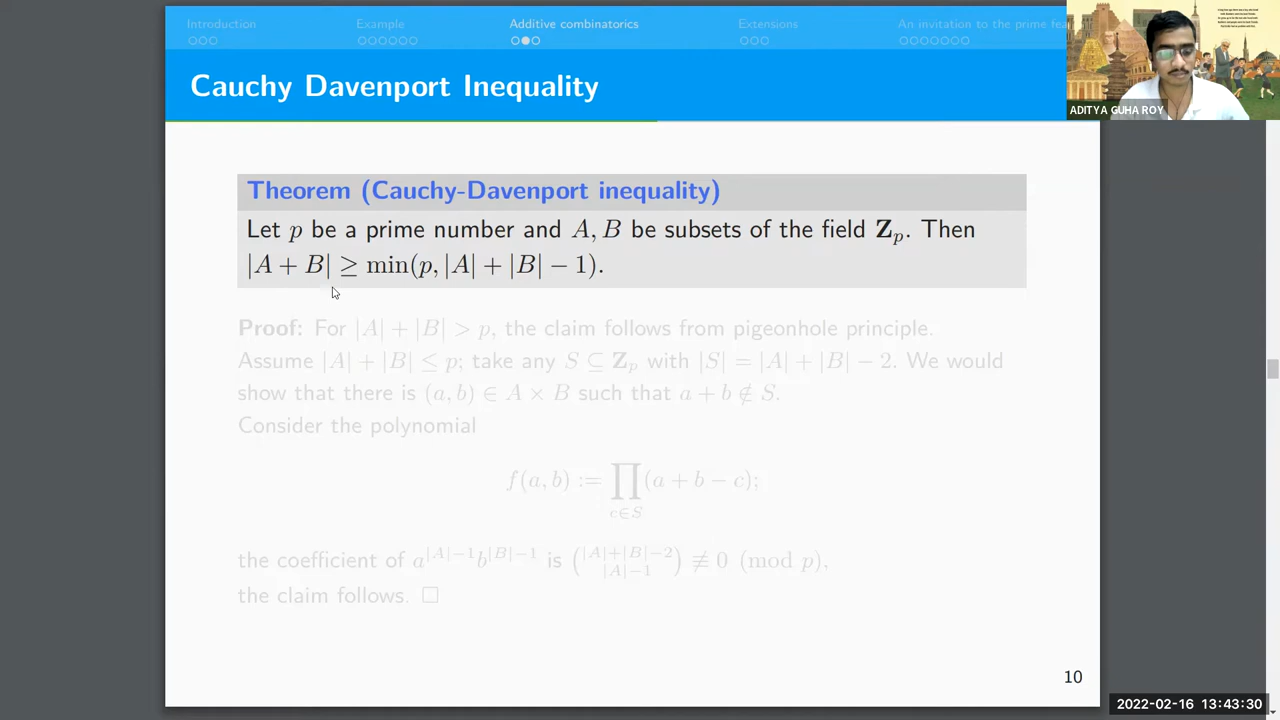 Introduction
Example
Additive combinatorics
Extensions
An invitation to the prime fea
Cauchy Davenport Inequality
ADITYA GUHA ROY
Theorem (Cauchy-Davenport inequality)
Let p be a prime number and A, B be subsets of the field Z_p. Then
|A + B| ≥ min(p, |A| + |B| − 1).
Proof: For |A| + |B| > p, the claim follows from pigeonhole principle.
Assume |A| + |B| ≤ p; take any S ⊆ Z_p with |S| = |A| + |B| − 2. We would
show that there is (a, b) ∈ A × B such that a + b ∉ S.
Consider the polynomial
f(a, b) := ∏_{c∈S} (a + b − c);
the coefficient of a^{|A|−1}b^{|B|−1} is \binom{|A|+|B|−2}{|A|−1} ≢ 0 (mod p),
the claim follows. □
10
2022-02-16 13:43:30